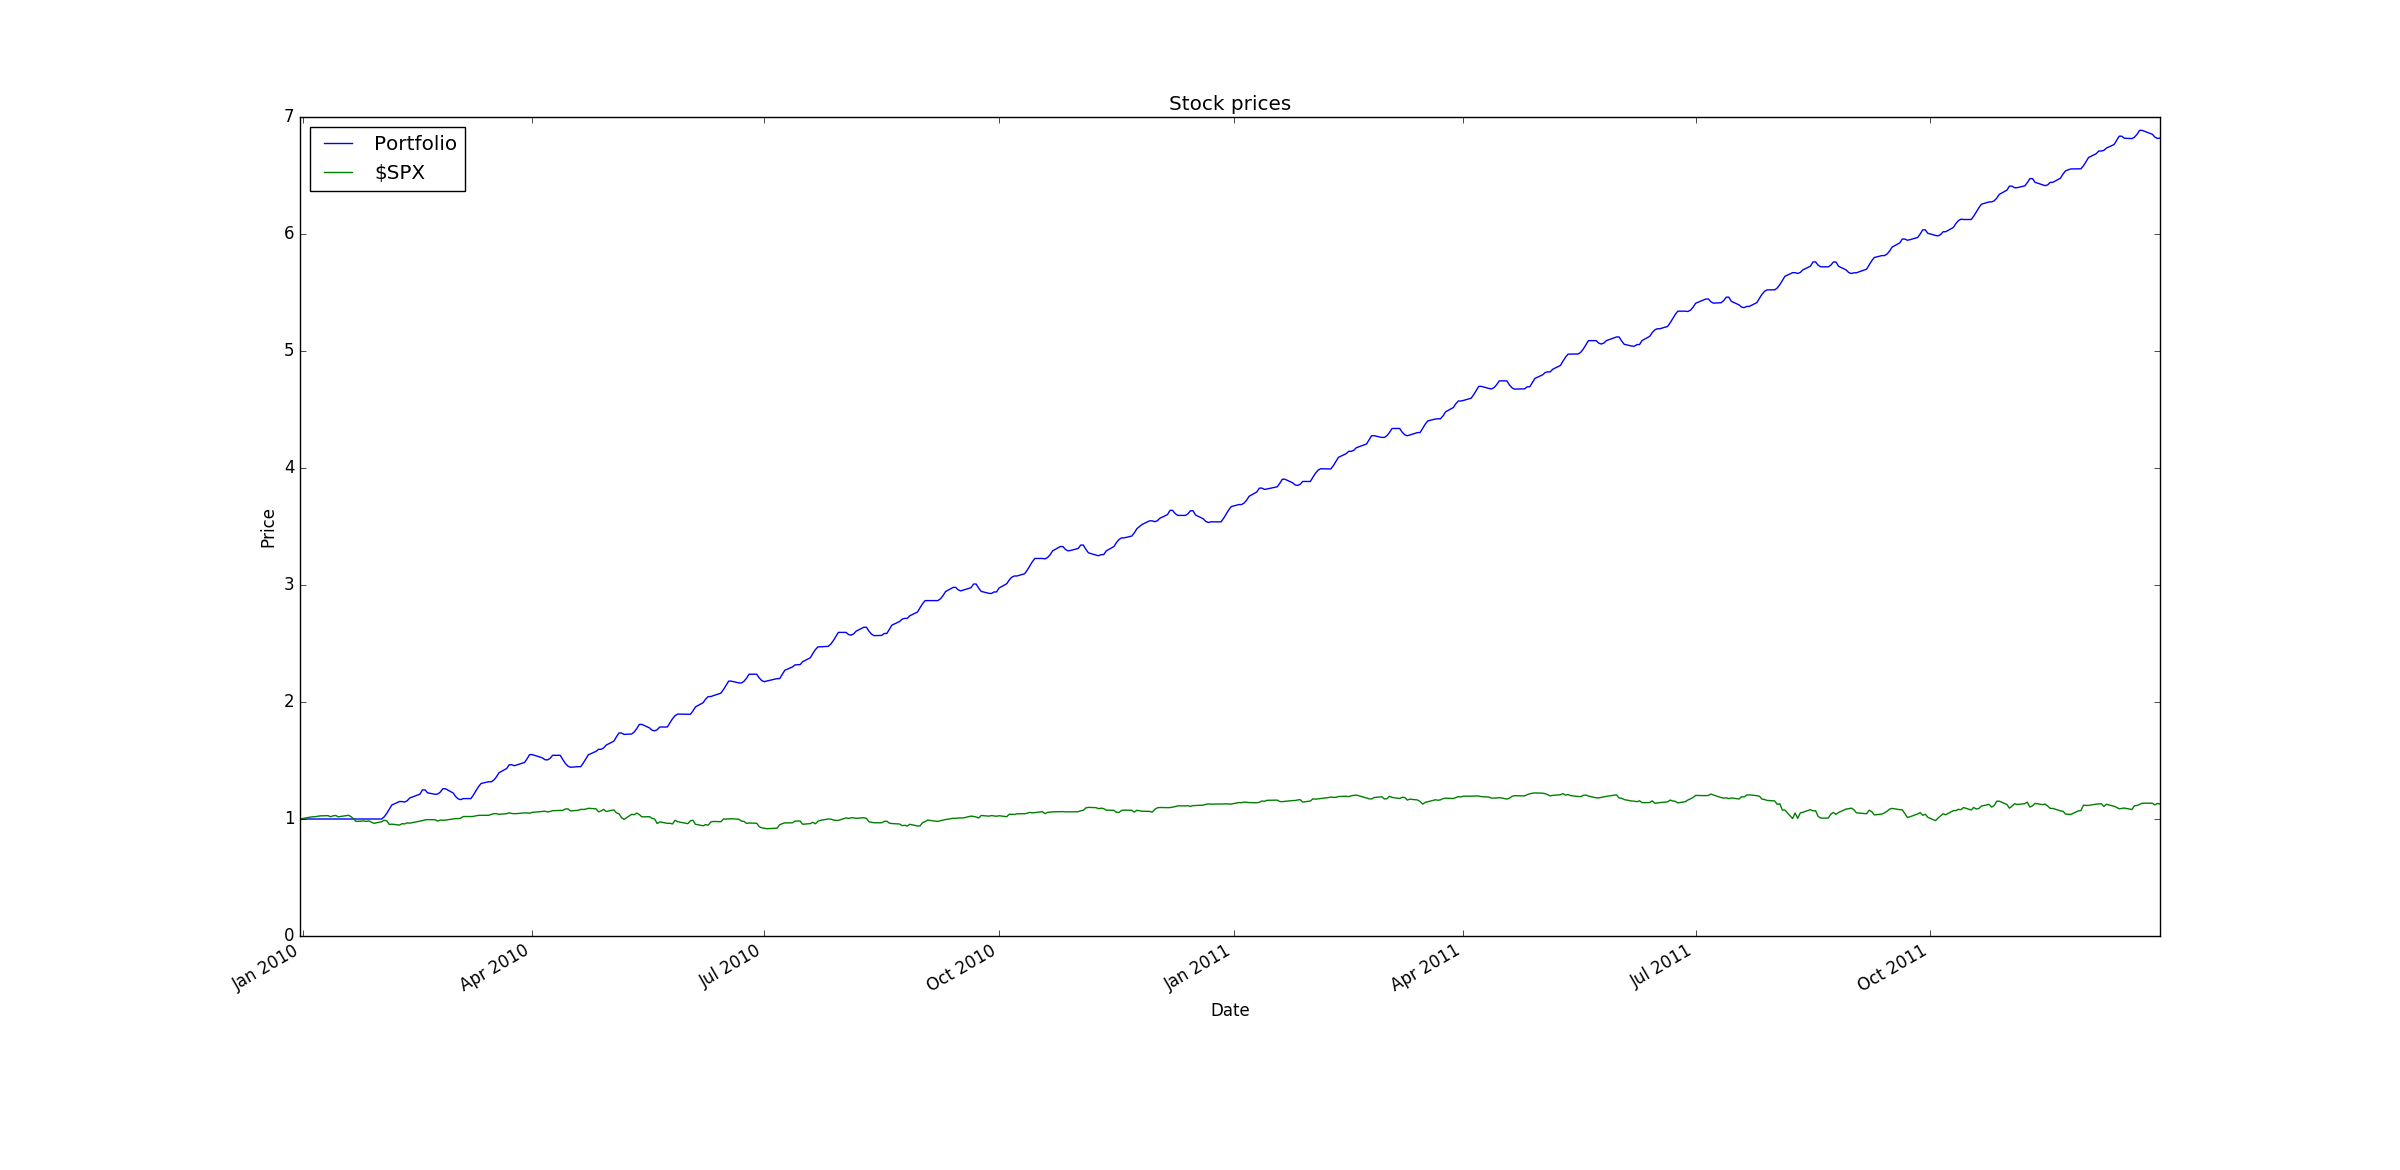 Stock prices
7
Portfolio
$SPX
6
5
4
Price
3
2
1
0
Jan 2010
Apr 2010
Jul 2010
Oct 2010
Jan 2011
Apr 2011
Jul 2011
Oct 2011
Date